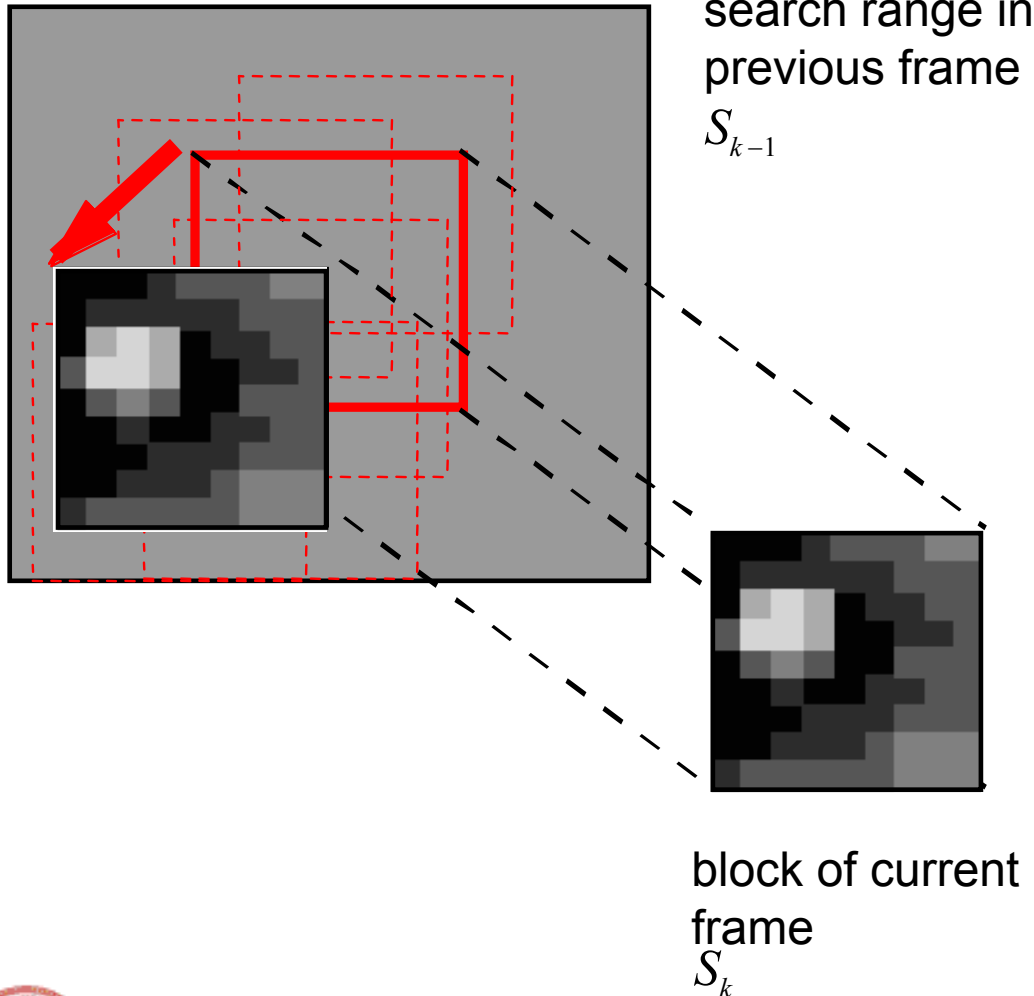 search range in
previous frame
S_{k-1}
block of current
frame
S_k